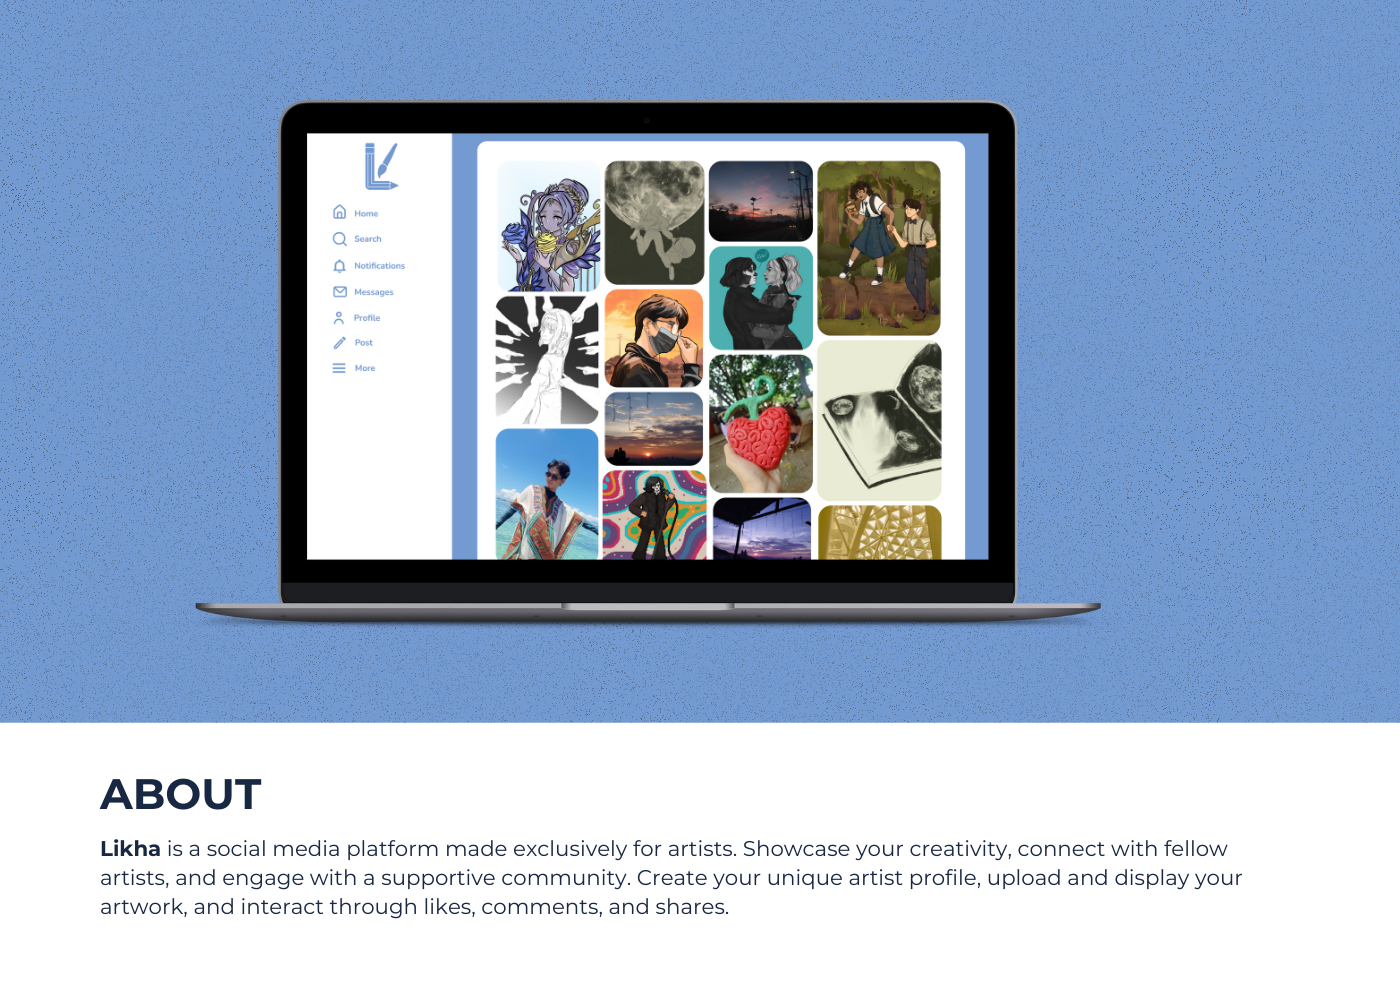 Home
Search
Notifications
Messages
Profile
Post
More
ABOUT
Likha is a social media platform made exclusively for artists. Showcase your creativity, connect with fellow
artists, and engage with a supportive community. Create your unique artist profile, upload and display your
artwork, and interact through likes, comments, and shares.